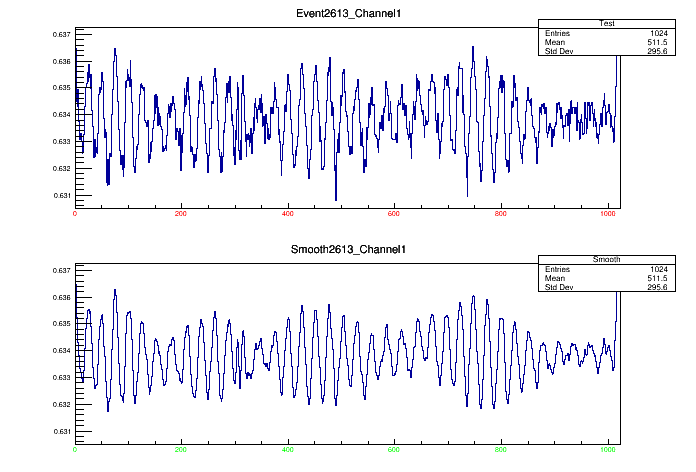 Event2613_Channel1
Test
Entries 1024
Mean 511.5
Std Dev 295.6
0.637
0.636
0.635
0.634
0.633
0.632
0.631
0 200 400 600 800 1000
Smooth2613_Channel1
Smooth
Entries 1024
Mean 511.5
Std Dev 295.6
0.637
0.636
0.635
0.634
0.633
0.632
0.631
0 200 400 600 800 1000